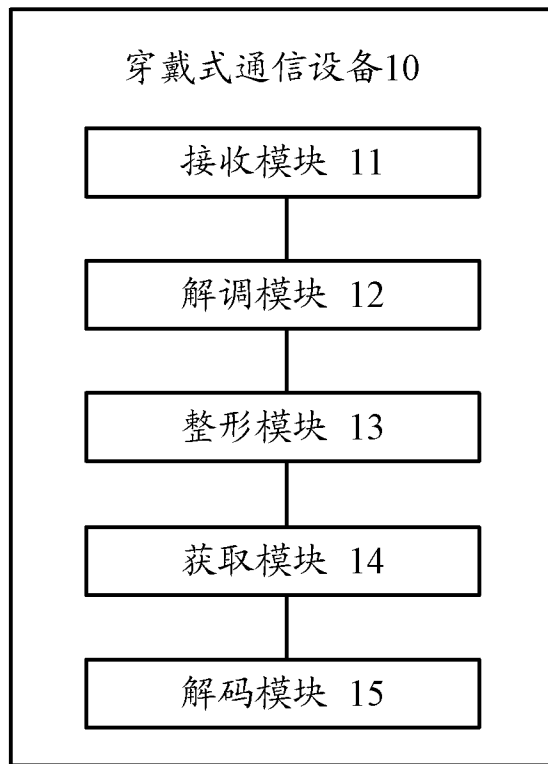 穿戴式通信设备10
接收模块 11
解调模块 12
整形模块 13
获取模块 14
解码模块 15